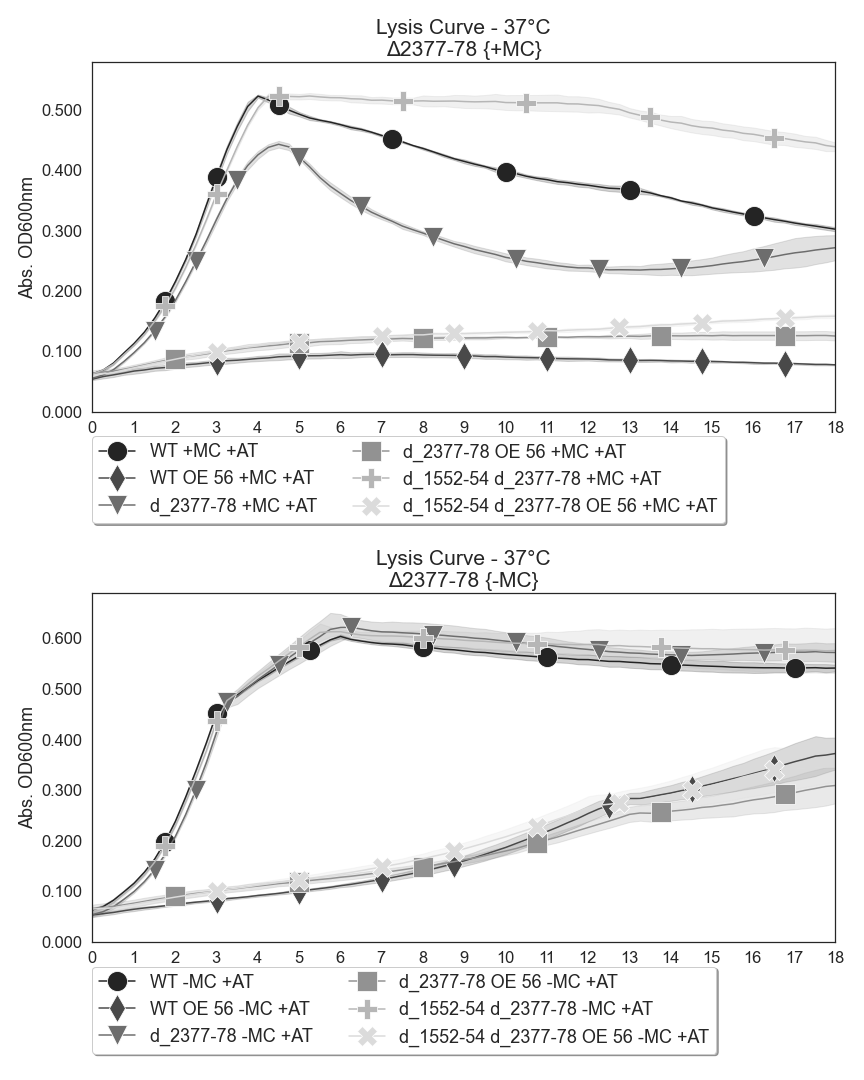 Lysis Curve - 37°C
Δ2377-78 {+MC}
Abs. OD600nm
0.500
0.400
0.300
0.200
0.100
0.000
0 1 2 3 4 5 6 7 8 9 10 11 12 13 14 15 16 17 18
WT +MC +AT
WT OE 56 +MC +AT
d_2377-78 +MC +AT
d_2377-78 OE 56 +MC +AT
d_1552-54 d_2377-78 +MC +AT
d_1552-54 d_2377-78 OE 56 +MC +AT
Lysis Curve - 37°C
Δ2377-78 {-MC}
Abs. OD600nm
0.600
0.500
0.400
0.300
0.200
0.100
0.000
0 1 2 3 4 5 6 7 8 9 10 11 12 13 14 15 16 17 18
WT -MC +AT
WT OE 56 -MC +AT
d_2377-78 -MC +AT
d_2377-78 OE 56 -MC +AT
d_1552-54 d_2377-78 -MC +AT
d_1552-54 d_2377-78 OE 56 -MC +AT